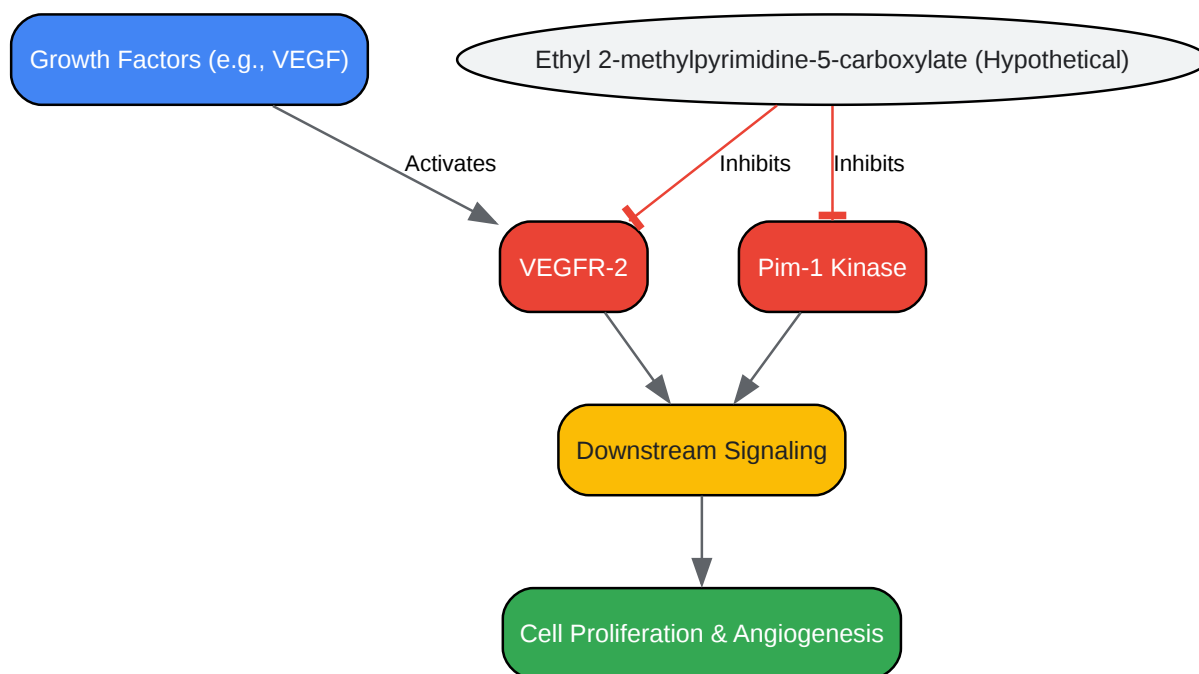 Growth Factors (e.g., VEGF)
Ethyl 2-methylpyrimidine-5-carboxylate (Hypothetical)
Activates
Inhibits
Inhibits
VEGFR-2
Pim-1 Kinase
Downstream Signaling
Cell Proliferation & Angiogenesis